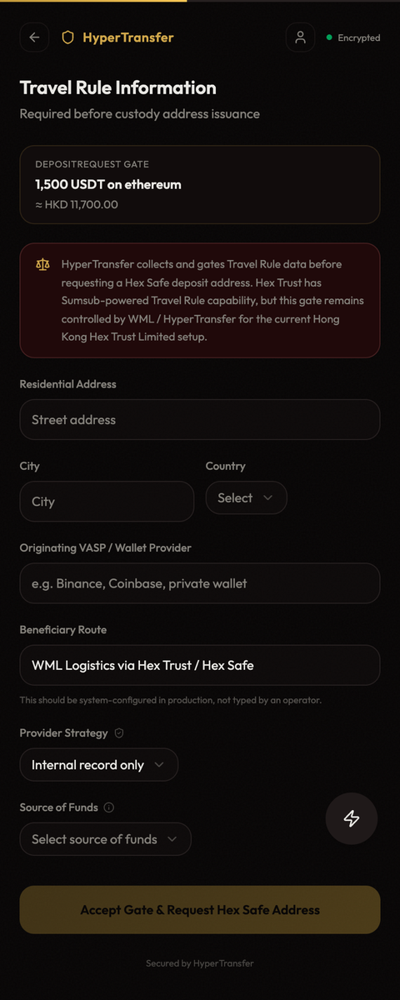 HyperTransfer
Encrypted
Travel Rule Information
Required before custody address issuance
DEPOSITREQUEST GATE
1,500 USDT on ethereum
≈ HKD 11,700.00
HyperTransfer collects and gates Travel Rule data before
requesting a Hex Safe deposit address. Hex Trust has
Sumsub-powered Travel Rule capability, but this gate remains
controlled by WML / HyperTransfer for the current Hong
Kong Hex Trust Limited setup.
Residential Address
Street address
City
Country
City
Select
Originating VASP / Wallet Provider
e.g. Binance, Coinbase, private wallet
Beneficiary Route
WML Logistics via Hex Trust / Hex Safe
This should be system-configured in production, not typed by an operator.
Provider Strategy
Internal record only
Source of Funds
Select source of funds
Accept Gate & Request Hex Safe Address
Secured by HyperTransfer